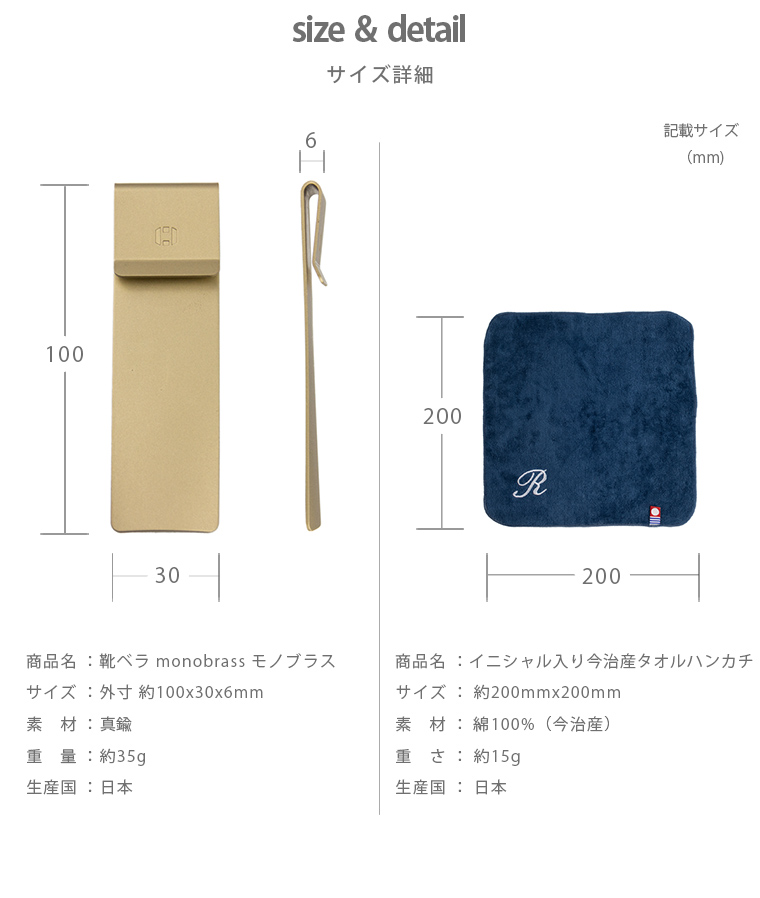 size & detail
サイズ詳細
記載サイズ
（mm）
6
100
30
200
R
200
商品名 ：靴ベラ monobrass モノブラス
サイズ ：外寸 約100x30x6mm
素　材 ：真鍮
重　量 ：約35g
生産国 ：日本
商品名 ：イニシャル入り今治産タオルハンカチ
サイズ ： 約200mmx200mm
素　材 ： 綿100%（今治産）
重　さ ： 約15g
生産国 ： 日本